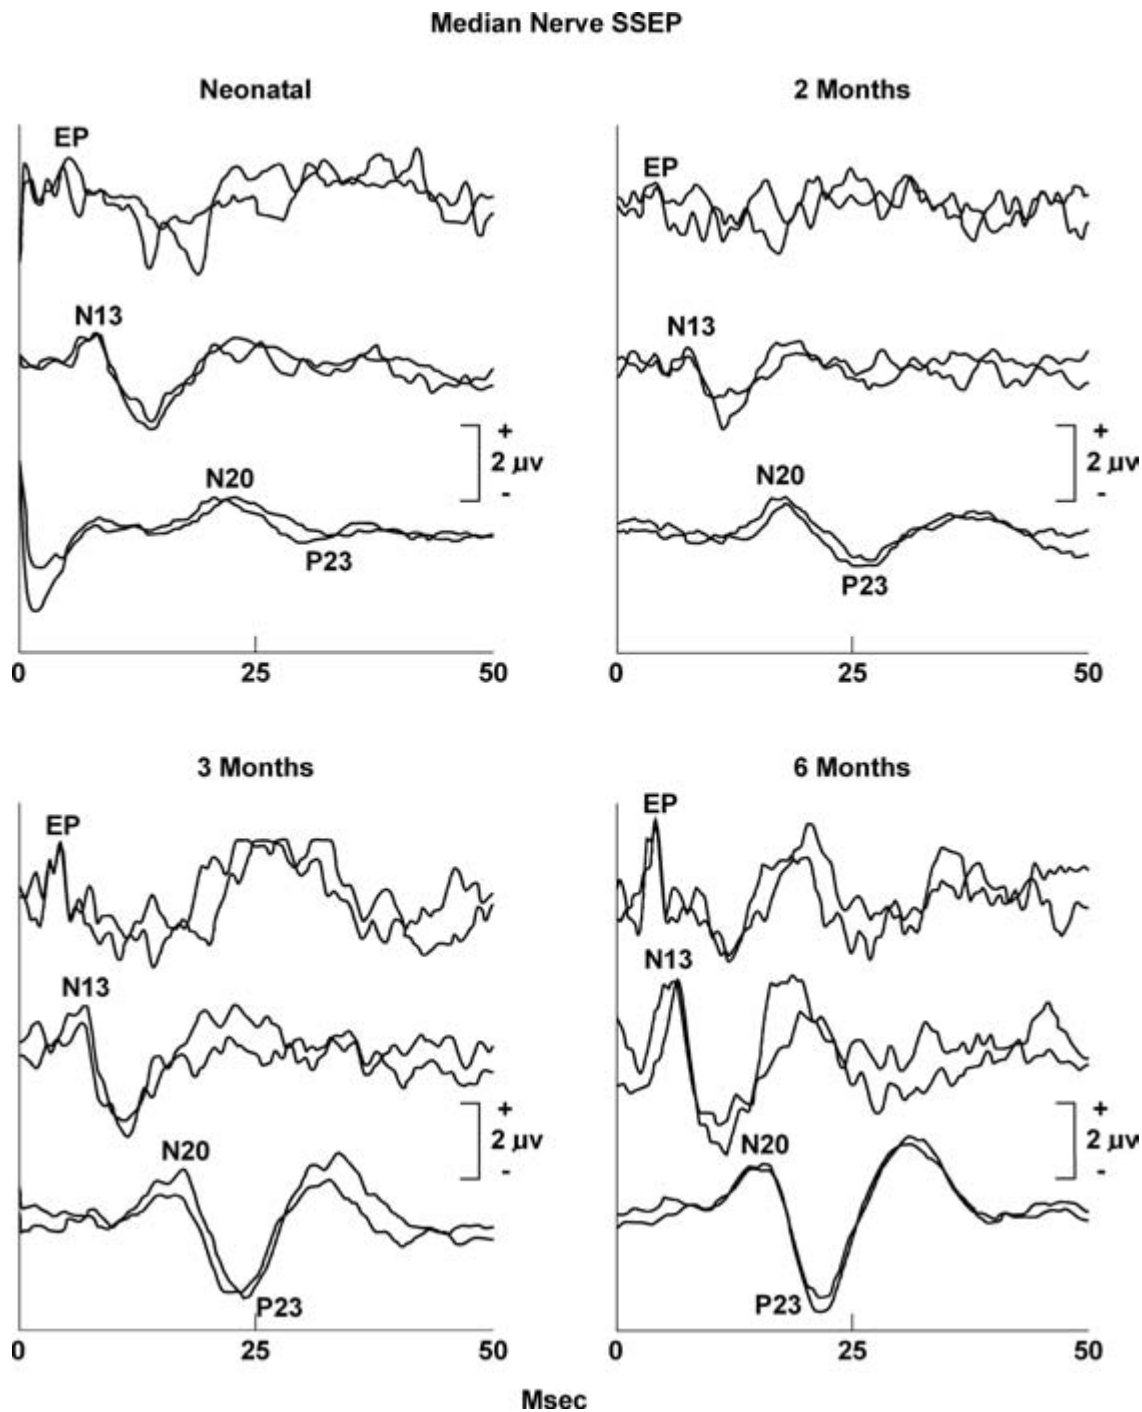 Median Nerve SSEP
Neonatal
EP
N13
+
2 µv
-
N20
P23
0 25 50
2 Months
EP
N13
+
2 µv
-
N20
P23
0 25 50
3 Months
EP
N13
+
2 µv
-
N20
P23
0 25 50
6 Months
EP
N13
+
2 µv
-
N20
P23
0 25 50
Msec